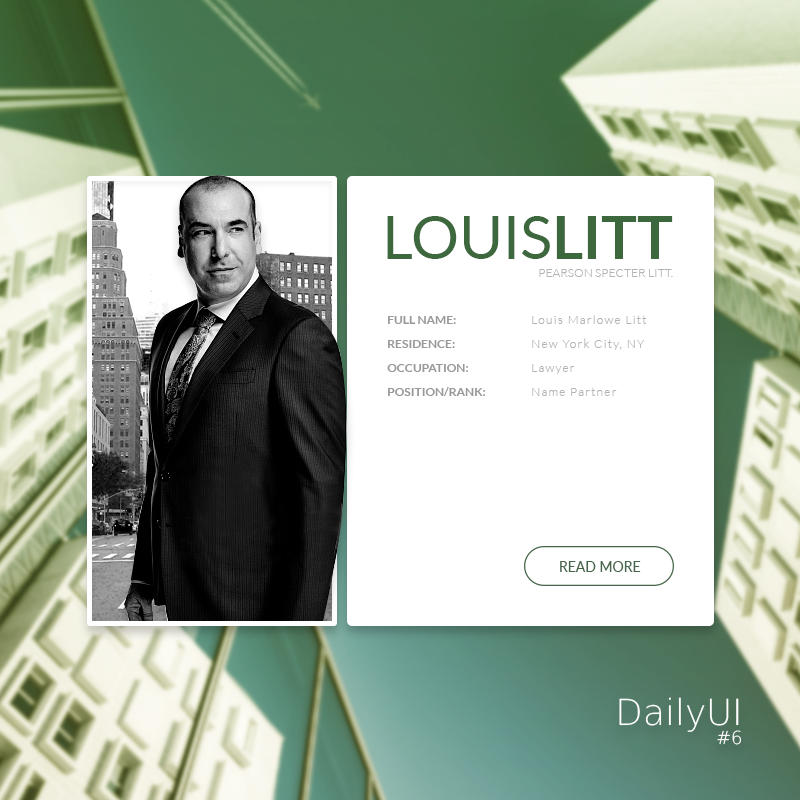 LOUISLITT
PEARSON SPECTER LITT.
FULL NAME: Louis Marlowe Litt
RESIDENCE: New York City, NY
OCCUPATION: Lawyer
POSITION/RANK: Name Partner
READ MORE
DailyUI
#6